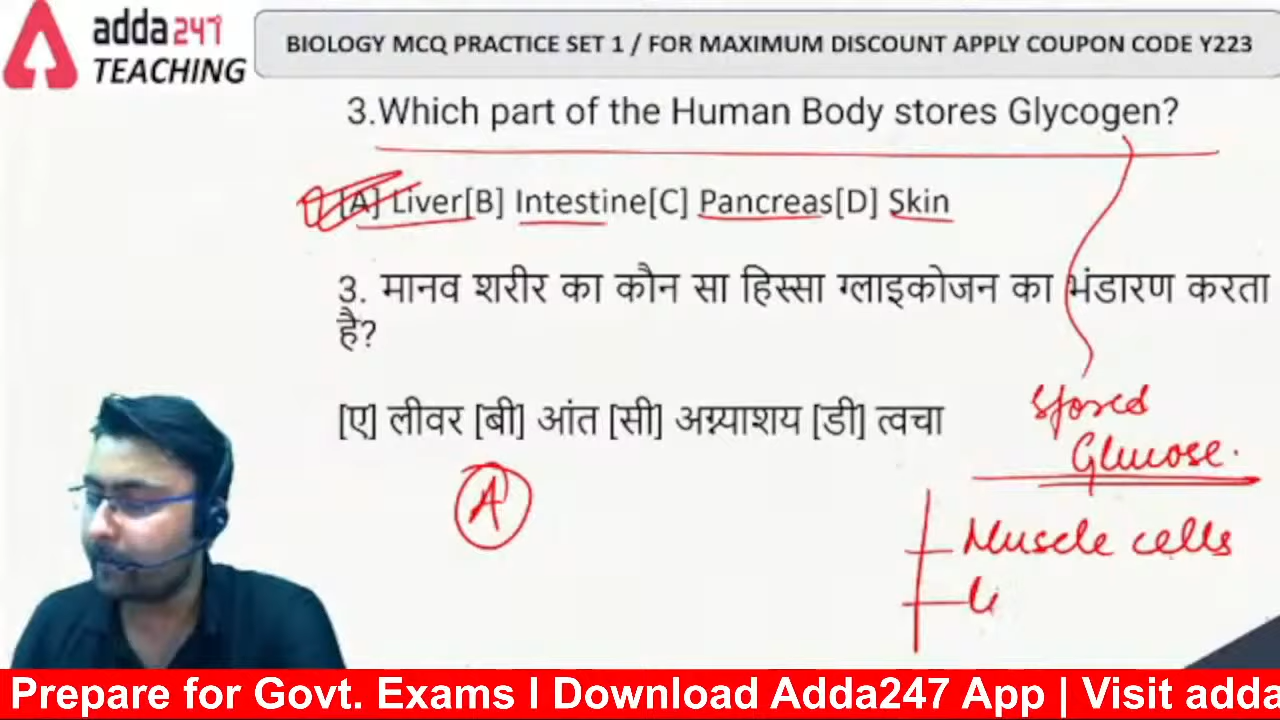 adda247
TEACHING
BIOLOGY MCQ PRACTICE SET 1 / FOR MAXIMUM DISCOUNT APPLY COUPON CODE Y223
3.Which part of the Human Body stores Glycogen?
[A] Liver[B] Intestine[C] Pancreas[D] Skin
3. मानव शरीर का कौन सा हिस्सा ग्लाइकोजन का भंडारण करता
है?
[ए] लीवर [बी] आंत [सी] अग्न्याशय [डी] त्वचा
A
stored
Glucose.
Muscle cells
Prepare for Govt. Exams I Download Adda247 App | Visit adda